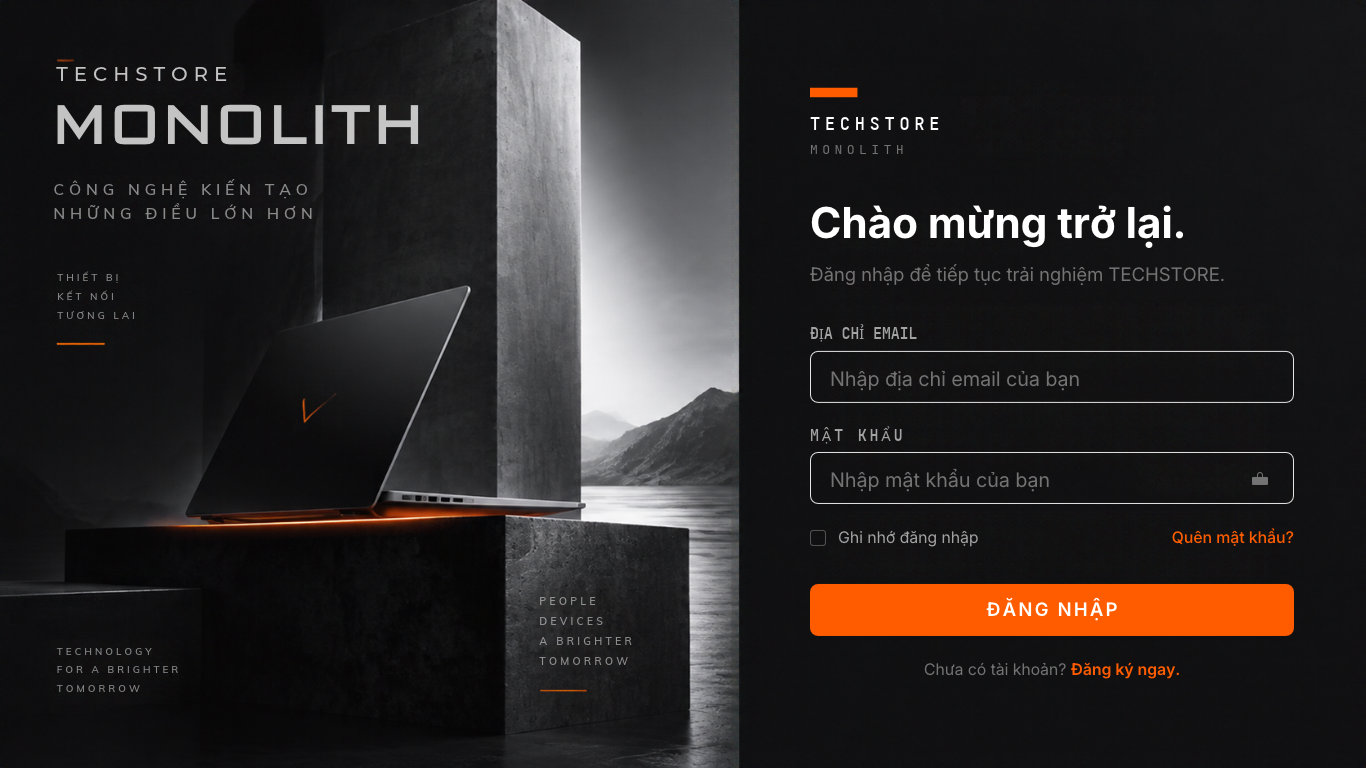 TECHSTORE
MONOLITH
CÔNG NGHỆ KIẾN TẠO
NHỮNG ĐIỀU LỚN HƠN
THIẾT BỊ
KẾT NỐI
TƯƠNG LAI
TECHNOLOGY
FOR A BRIGHTER
TOMORROW
PEOPLE
DEVICES
A BRIGHTER
TOMORROW
TECHSTORE
MONOLITH
Chào mừng trở lại.
Đăng nhập để tiếp tục trải nghiệm TECHSTORE.
ĐỊA CHỈ EMAIL
Nhập địa chỉ email của bạn
MẬT KHẨU
Nhập mật khẩu của bạn
Ghi nhớ đăng nhập Quên mật khẩu?
ĐĂNG NHẬP
Chưa có tài khoản? Đăng ký ngay.